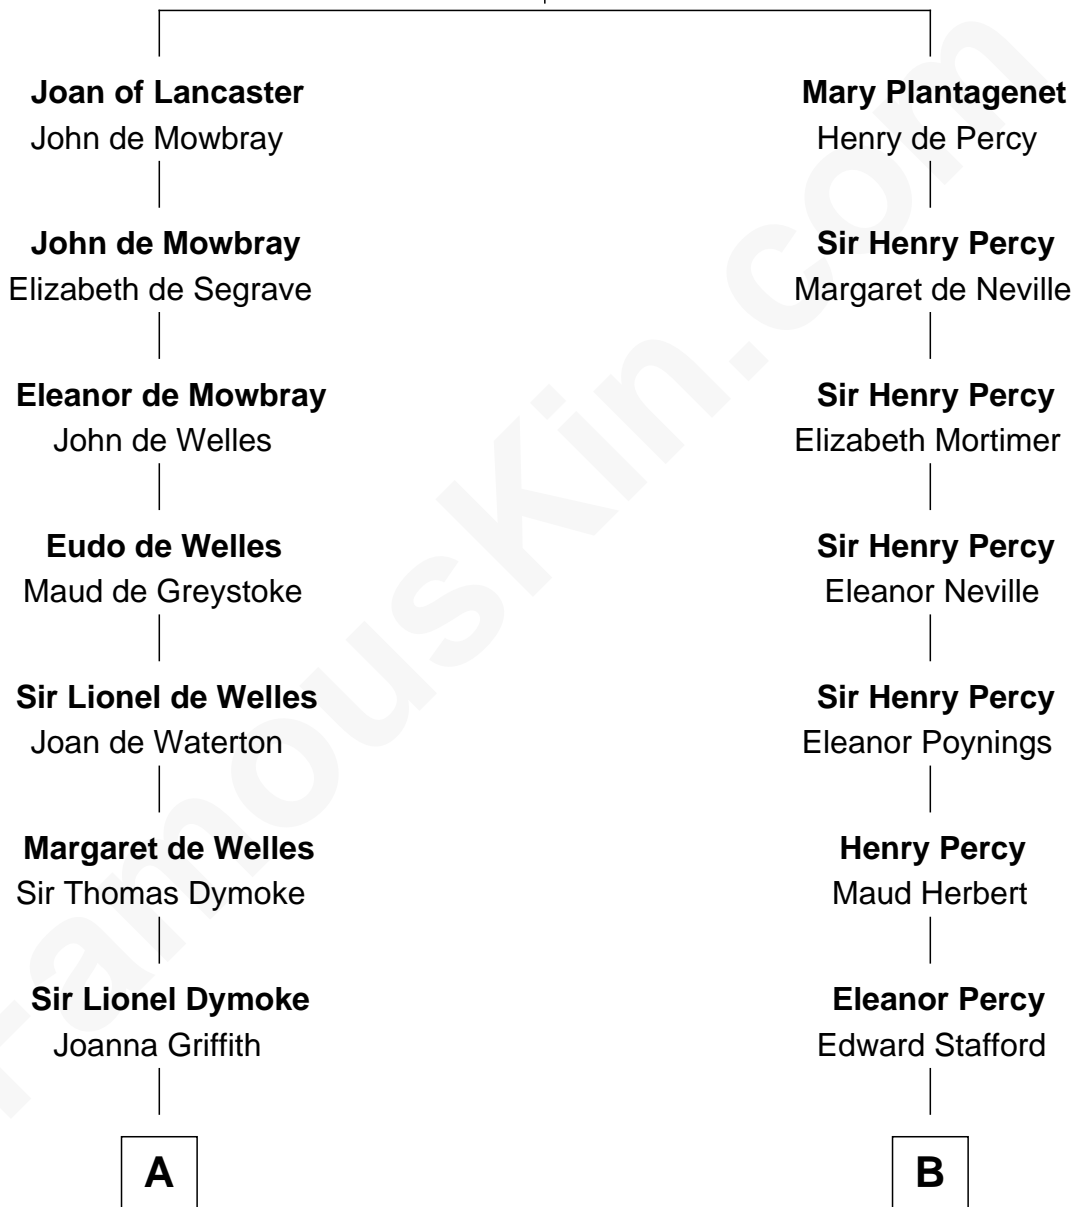 Joan of Lancaster
John de Mowbray
John de Mowbray
Elizabeth de Segrave
Eleanor de Mowbray
John de Welles
Eudo de Welles
Maud de Greystoke
Sir Lionel de Welles
Joan de Waterton
Margaret de Welles
Sir Thomas Dymoke
Sir Lionel Dymoke
Joanna Griffith
A
Mary Plantagenet
Henry de Percy
Sir Henry Percy
Margaret de Neville
Sir Henry Percy
Elizabeth Mortimer
Sir Henry Percy
Eleanor Neville
Sir Henry Percy
Eleanor Poynings
Henry Percy
Maud Herbert
Eleanor Percy
Edward Stafford
B
FamousKin.com